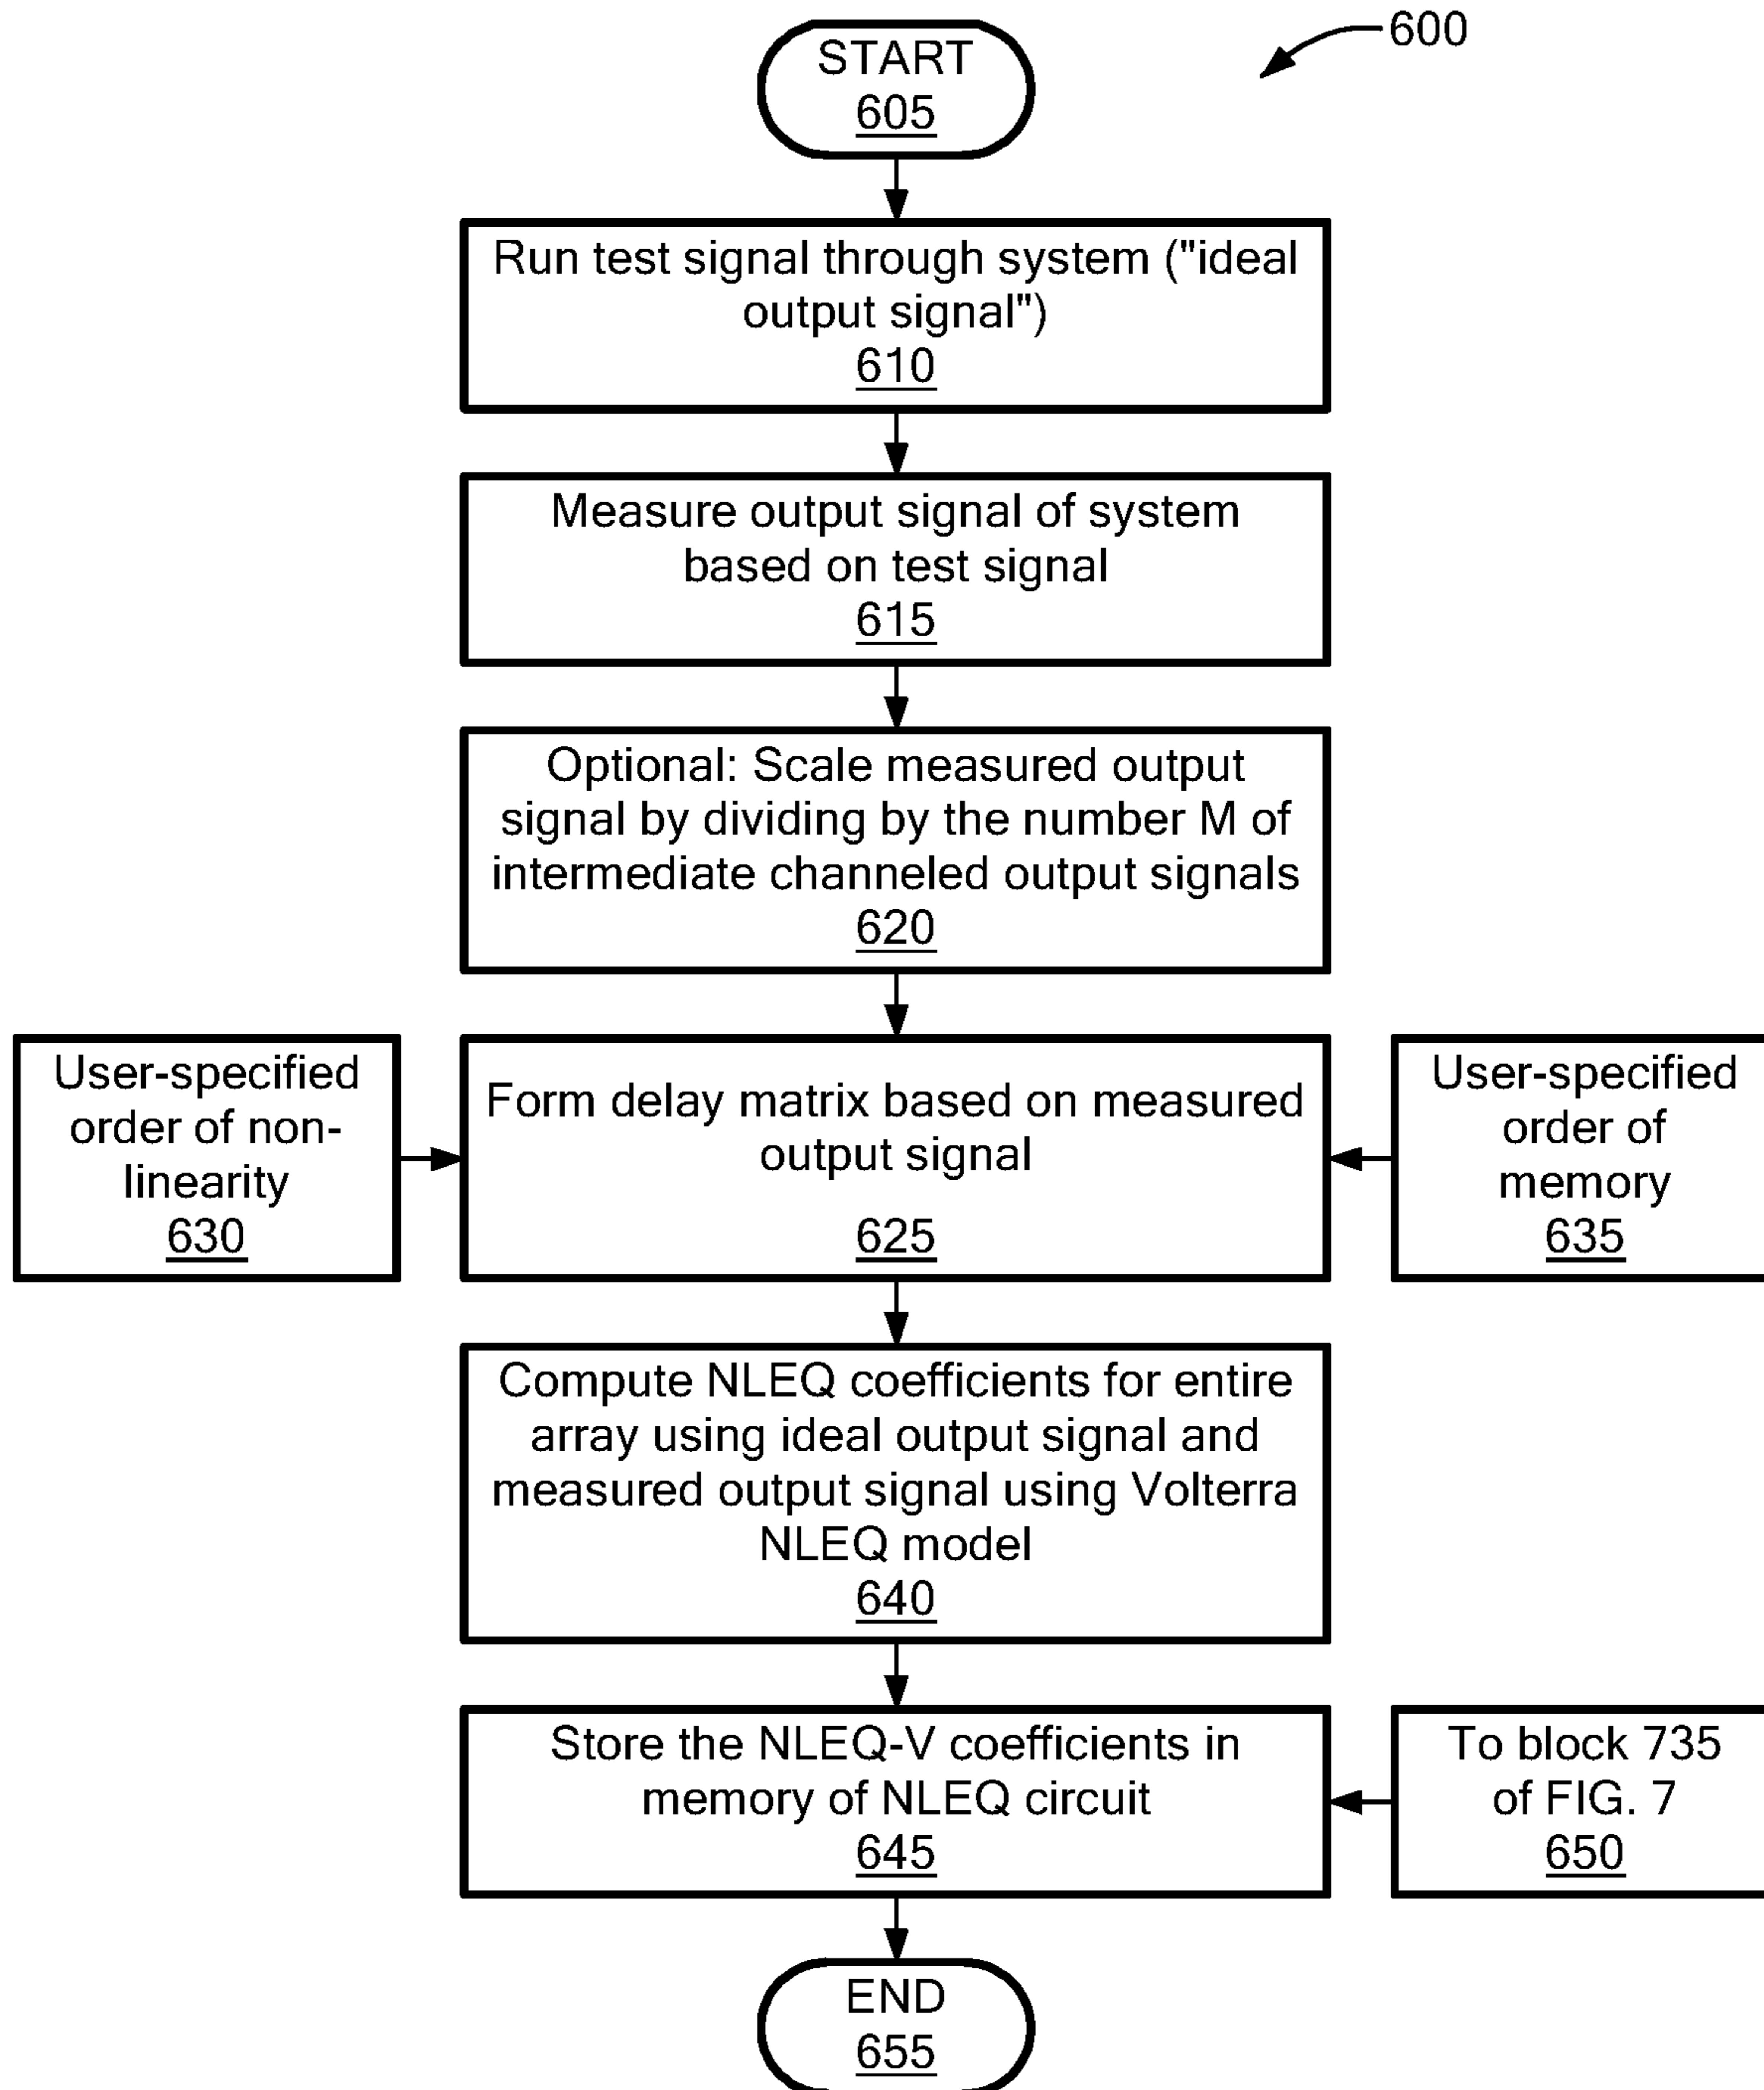 600
START
605
Run test signal through system ("ideal
output signal")
610
Measure output signal of system
based on test signal
615
Optional: Scale measured output
signal by dividing by the number M of
intermediate channeled output signals
620
User-specified
order of non-
linearity
630
Form delay matrix based on measured
output signal
625
User-specified
order of
memory
635
Compute NLEQ coefficients for entire
array using ideal output signal and
measured output signal using Volterra
NLEQ model
640
Store the NLEQ-V coefficients in
memory of NLEQ circuit
645
To block 735
of FIG. 7
650
END
655